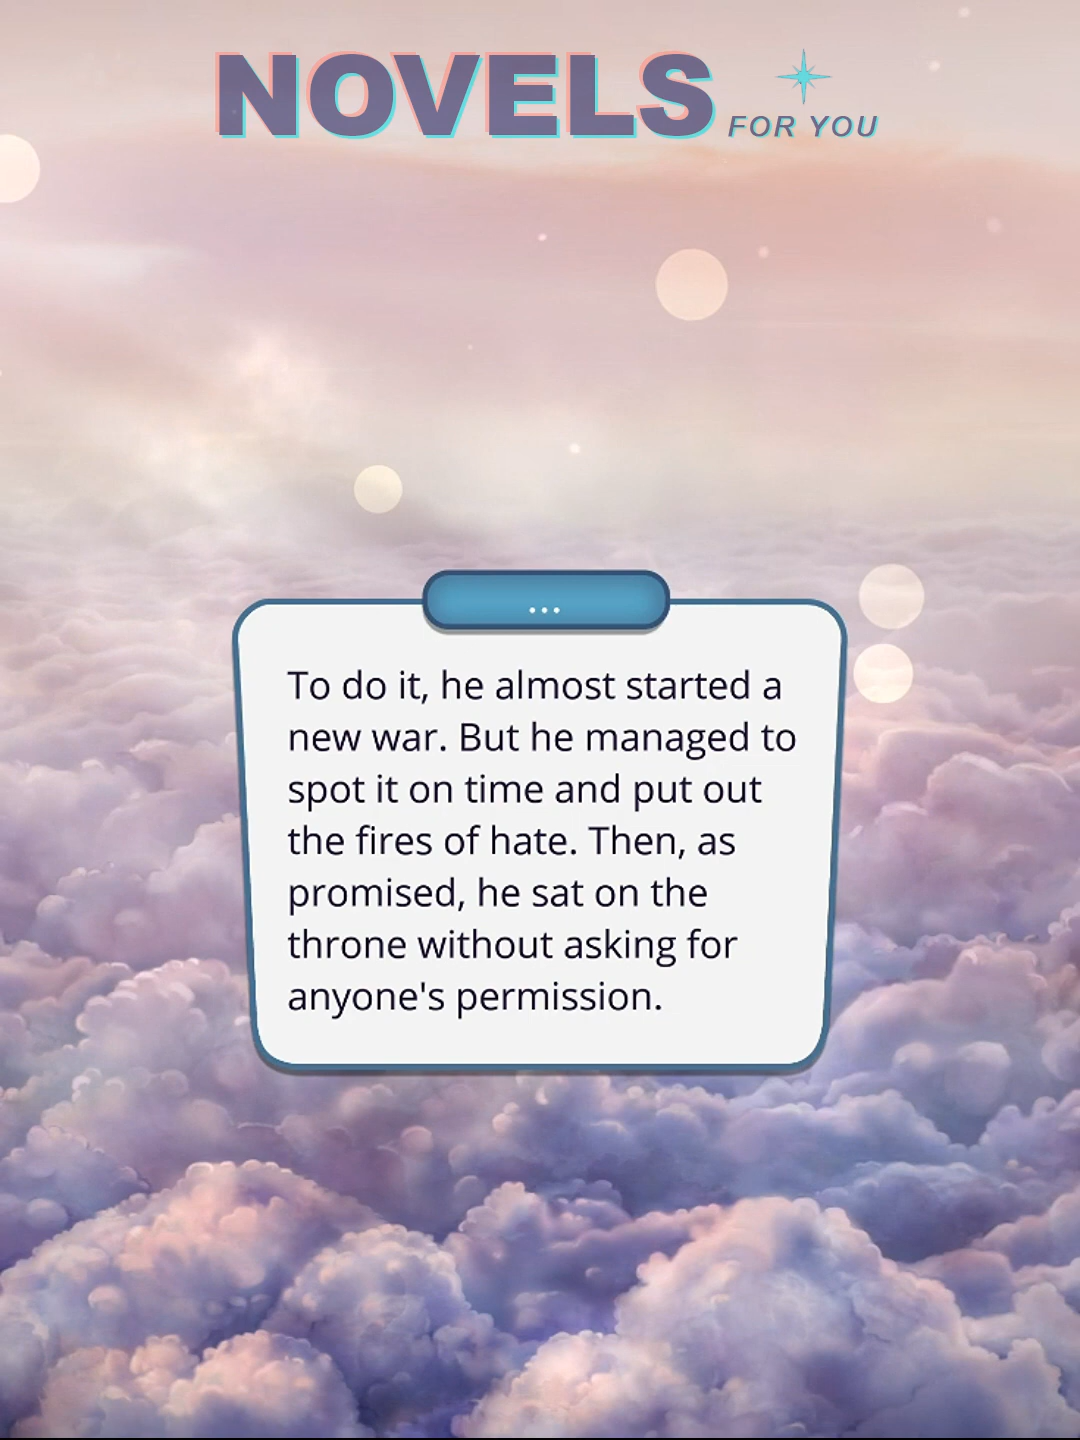 NOVELS
FOR YOU
...
To do it, he almost started a
new war. But he managed to
spot it on time and put out
the fires of hate. Then, as
promised, he sat on the
throne without asking for
anyone's permission.